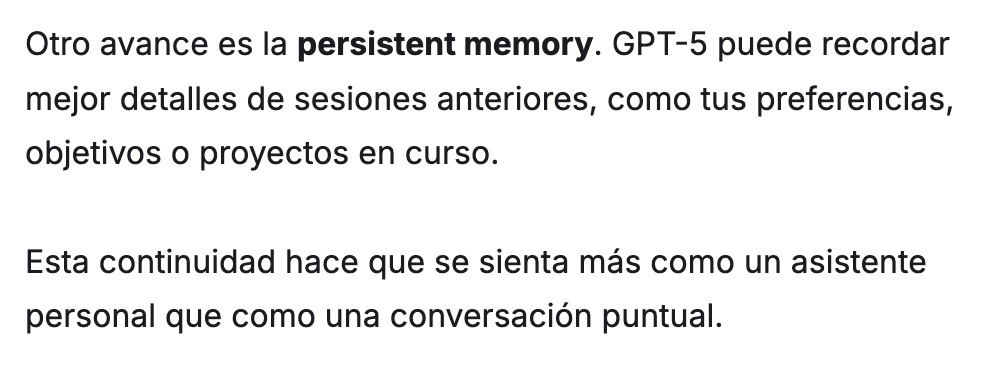 Otro avance es la persistent memory. GPT-5 puede recordar
mejor detalles de sesiones anteriores, como tus preferencias,
objetivos o proyectos en curso.
Esta continuidad hace que se sienta más como un asistente
personal que como una conversación puntual.